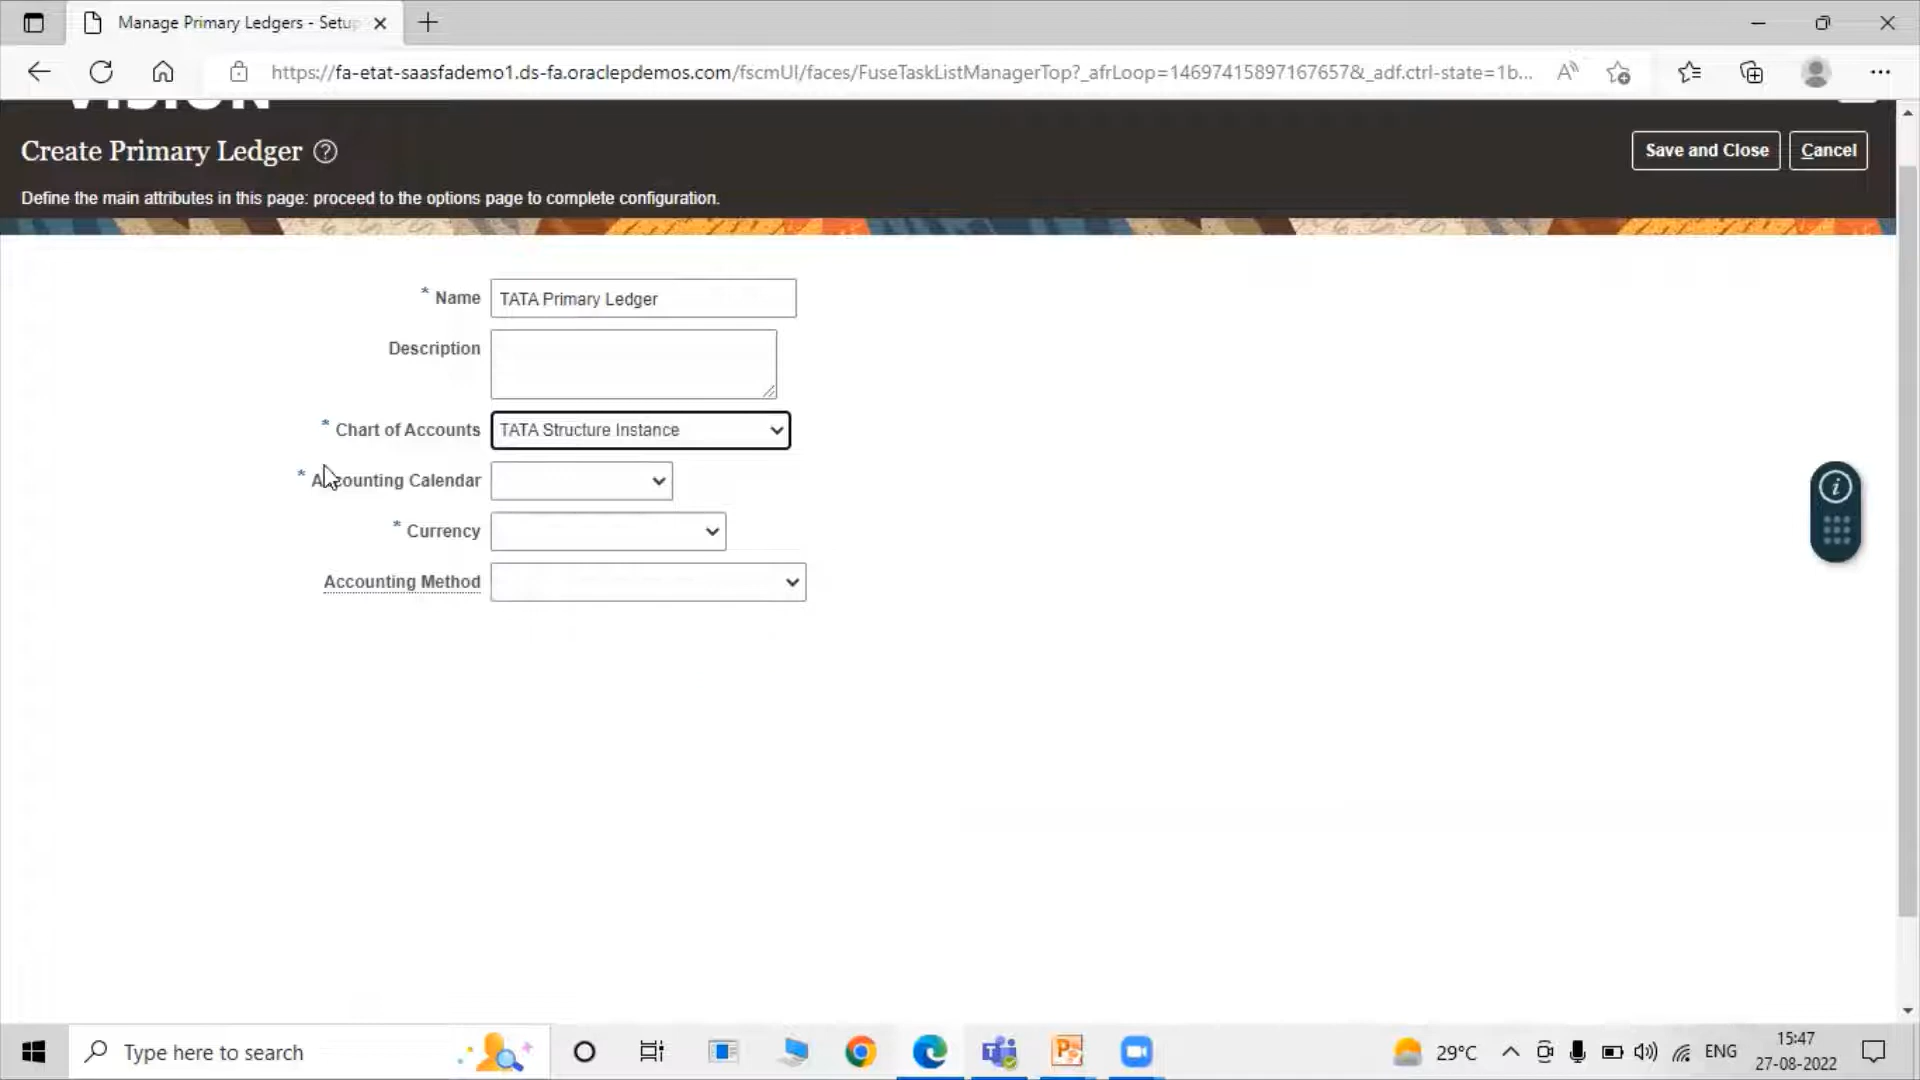 Manage Primary Ledgers - Setup
https://fa-etat-saasfademo1.ds-fa.oraclepdemos.com/fscmUI/faces/FuseTaskListManagerTop?_afrLoop=14697415897167657&_adf.ctrl-state=1b...
VISION
Create Primary Ledger ?
Save and Close
Cancel
Define the main attributes in this page: proceed to the options page to complete configuration.
* Name TATA Primary Ledger
Description
* Chart of Accounts TATA Structure Instance
* Accounting Calendar
* Currency
Accounting Method
Type here to search
29°C
ENG
15:47
27-08-2022